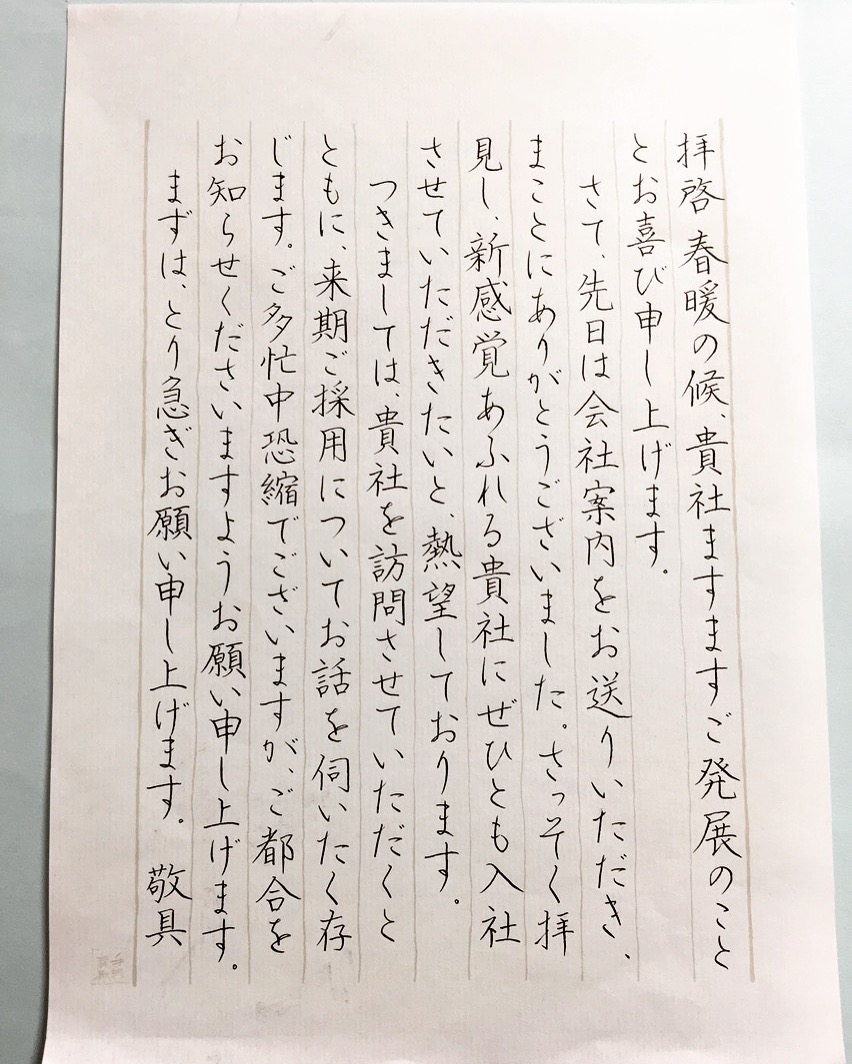 拝啓 春暖の候、貴社ますますご発展のこと
とお喜び申し上げます。
さて、先日は会社案内をお送りいただき、
まことにありがとうございました。さっそく拝
見し、新感覚あふれる貴社にぜひとも入社
させていただきたいと、熱望しております。
つきましては、貴社を訪問させていただくと
ともに、来期ご採用についてお話を伺いたく存
じます。ご多忙中恐縮でございますが、ご都合を
お知らせくださいますようお願い申し上げます。
まずは、とり急ぎお願い申し上げます。 敬具